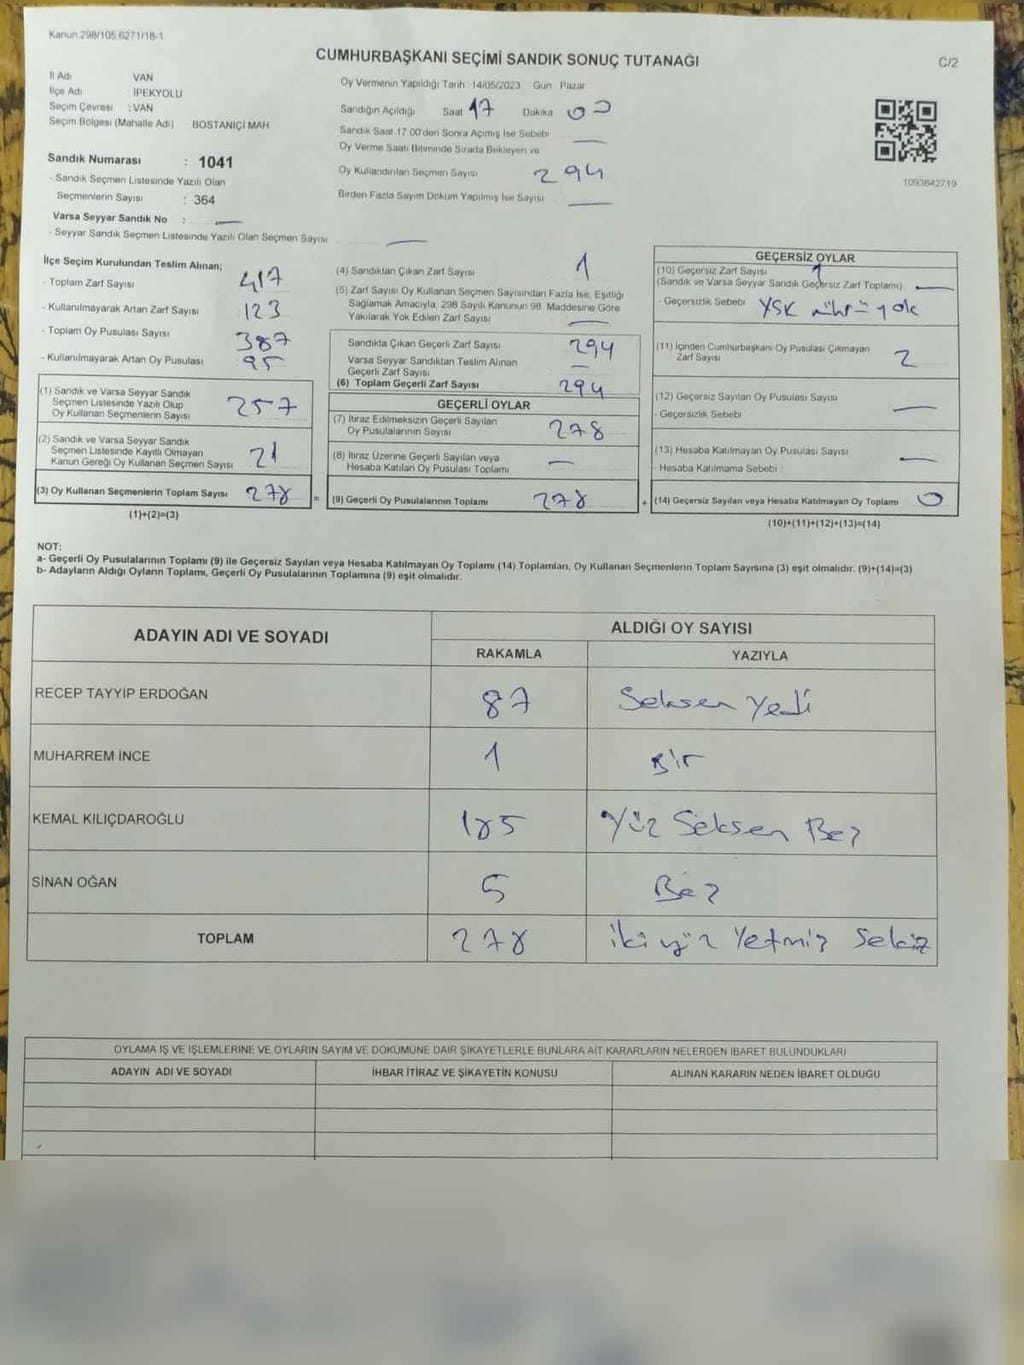 Kanun 298/105,6271/18-1
CUMHURBAŞKANI SEÇİMİ SANDIK SONUÇ TUTANAĞI
C/2
İl Adı VAN
İlçe Adı İPEKYOLU
Seçim Çevresi : VAN
Seçim Bölgesi (Mahalle Adı) BOSTANİÇİ MAH.
Sandık Numarası : 1041
- Sandık Seçmen Listesinde Yazılı Olan
Seçmenlerin Sayısı : 364
Varsa Seyyar Sandık No : —
- Seyyar Sandık Seçmen Listesinde Yazılı Olan Seçmen Sayısı —
Oy Vermenin Yapıldığı Tarih 14/05/2023 Gün Pazar
Sandığın Açıldığı Saat 17 Dakika 00
Sandık Saat 17.00'den Sonra Açılmış İse Sebebi —
Oy Verme Saati Bitiminde Sırada Bekleyen ve
Oy Kullandırılan Seçmen Sayısı 294
Birden Fazla Sayım Döküm Yapılmış İse Sayısı —
1093642719
İlçe Seçim Kurulundan Teslim Alınan;
- Toplam Zarf Sayısı 417
- Kullanılmayarak Artan Zarf Sayısı 123
- Toplam Oy Pusulası Sayısı 387
- Kullanılmayarak Artan Oy Pusulası 95
(1) Sandık ve Varsa Seyyar Sandık
Seçmen Listesinde Yazılı Olup
Oy Kullanan Seçmenlerin Sayısı 257
(2) Sandık ve Varsa Seyyar Sandık
Seçmen Listesinde Kayıtlı Olmayan
Kanun Gereği Oy Kullanan Seçmen Sayısı 21
(3) Oy Kullanan Seçmenlerin Toplam Sayısı 278 =
(1)+(2)=(3)
(4) Sandıktan Çıkan Zarf Sayısı 1
(5) Zarf Sayısı Oy Kullanan Seçmen Sayısından Fazla İse, Eşitliği
Sağlamak Amacıyla, 298 Sayılı Kanunun 98. Maddesine Göre
Yakılarak Yok Edilen Zarf Sayısı —
Sandıkta Çıkan Geçerli Zarf Sayısı 294
Varsa Seyyar Sandıktan Teslim Alınan
Geçerli Zarf Sayısı —
(6) Toplam Geçerli Zarf Sayısı 294
GEÇERLİ OYLAR
(7) İtiraz Edilmeksizin Geçerli Sayılan
Oy Pusulalarının Sayısı 278
(8) İtiraz Üzerine Geçerli Sayılan veya
Hesaba Katılan Oy Pusulası Toplamı —
(9) Geçerli Oy Pusulalarının Toplamı 278 +
GEÇERSİZ OYLAR
(10) Geçersiz Zarf Sayısı 1
(Sandık ve Varsa Seyyar Sandık Geçersiz Zarf Toplamı) —
- Geçersizlik Sebebi YSK mührü yok
(11) İçinden Cumhurbaşkanı Oy Pusulası Çıkmayan
Zarf Sayısı 2
(12) Geçersiz Sayılan Oy Pusulası Sayısı —
- Geçersizlik Sebebi
(13) Hesaba Katılmayan Oy Pusulası Sayısı —
- Hesaba Katılmama Sebebi
(14) Geçersiz Sayılan veya Hesaba Katılmayan Oy Toplamı 0
(10)+(11)+(12)+(13)=(14)
NOT:
a- Geçerli Oy Pusulalarının Toplamı (9) ile Geçersiz Sayılan veya Hesaba Katılmayan Oy Toplamı (14) Toplamları, Oy Kullanan Seçmenlerin Toplam Sayısına (3) eşit olmalıdır. (9)+(14)=(3)
b- Adayların Aldığı Oyların Toplamı, Geçerli Oy Pusulalarının Toplamına (9) eşit olmalıdır.
ADAYIN ADI VE SOYADI
ALDIĞI OY SAYISI
RAKAMLA YAZIYLA
RECEP TAYYİP ERDOĞAN 87 Seksen Yedi
MUHARREM İNCE 1 Bir
KEMAL KILIÇDAROĞLU 185 Yüz Seksen Beş
SİNAN OĞAN 5 Beş
TOPLAM 278 iki yüz Yetmiş Sekiz
OYLAMA İŞ VE İŞLEMLERİNE VE OYLARIN SAYIM VE DÖKÜMÜNE DAİR ŞİKAYETLERLE BUNLARA AİT KARARLARIN NELERDEN İBARET BULUNDUKLARI
ADAYIN ADI VE SOYADI İHBAR İTİRAZ VE ŞİKAYETİN KONUSU ALINAN KARARIN NEDEN İBARET OLDUĞU